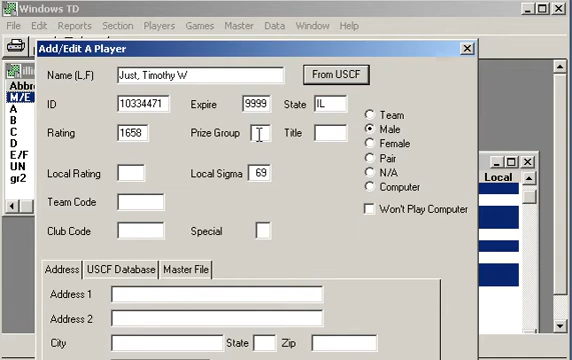 Windows TD
File Edit Reports Section Players Games Master Data Window Help
Add/Edit A Player
Name (L,F) Just, Timothy W From USCF
ID 10334471 Expire 9999 State IL
Rating 1658 Prize Group Title
Team
Male
Female
Pair
N/A
Computer
Won't Play Computer
Local Rating Local Sigma 69
Team Code
Club Code Special
Address USCF Database Master File
Address 1
Address 2
City State Zip
M/E
A
B
C
D
E/F
UN
gr2
Local